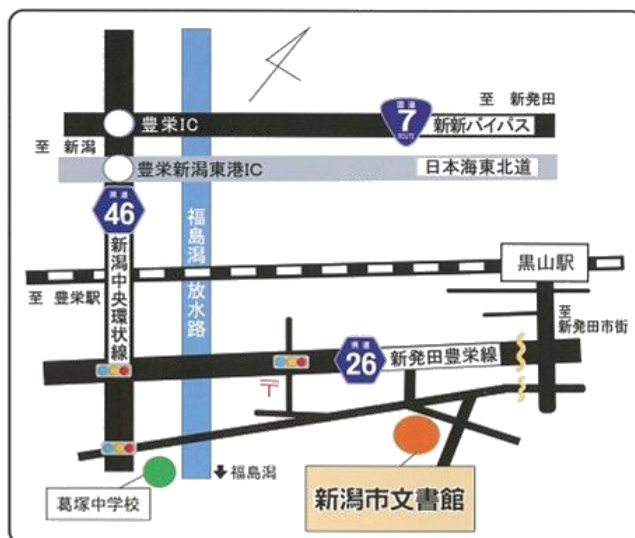 至 新発田
豊栄IC
国道
7
ROUTE
新新バイパス
至 新潟
豊栄新潟東港IC
日本海東北道
県道
46
新潟中央環状線
福島潟放水路
黒山駅
至 豊栄駅
至
新発田市街
県道
26
新発田豊栄線
〒
葛塚中学校
↓福島潟
新潟市文書館